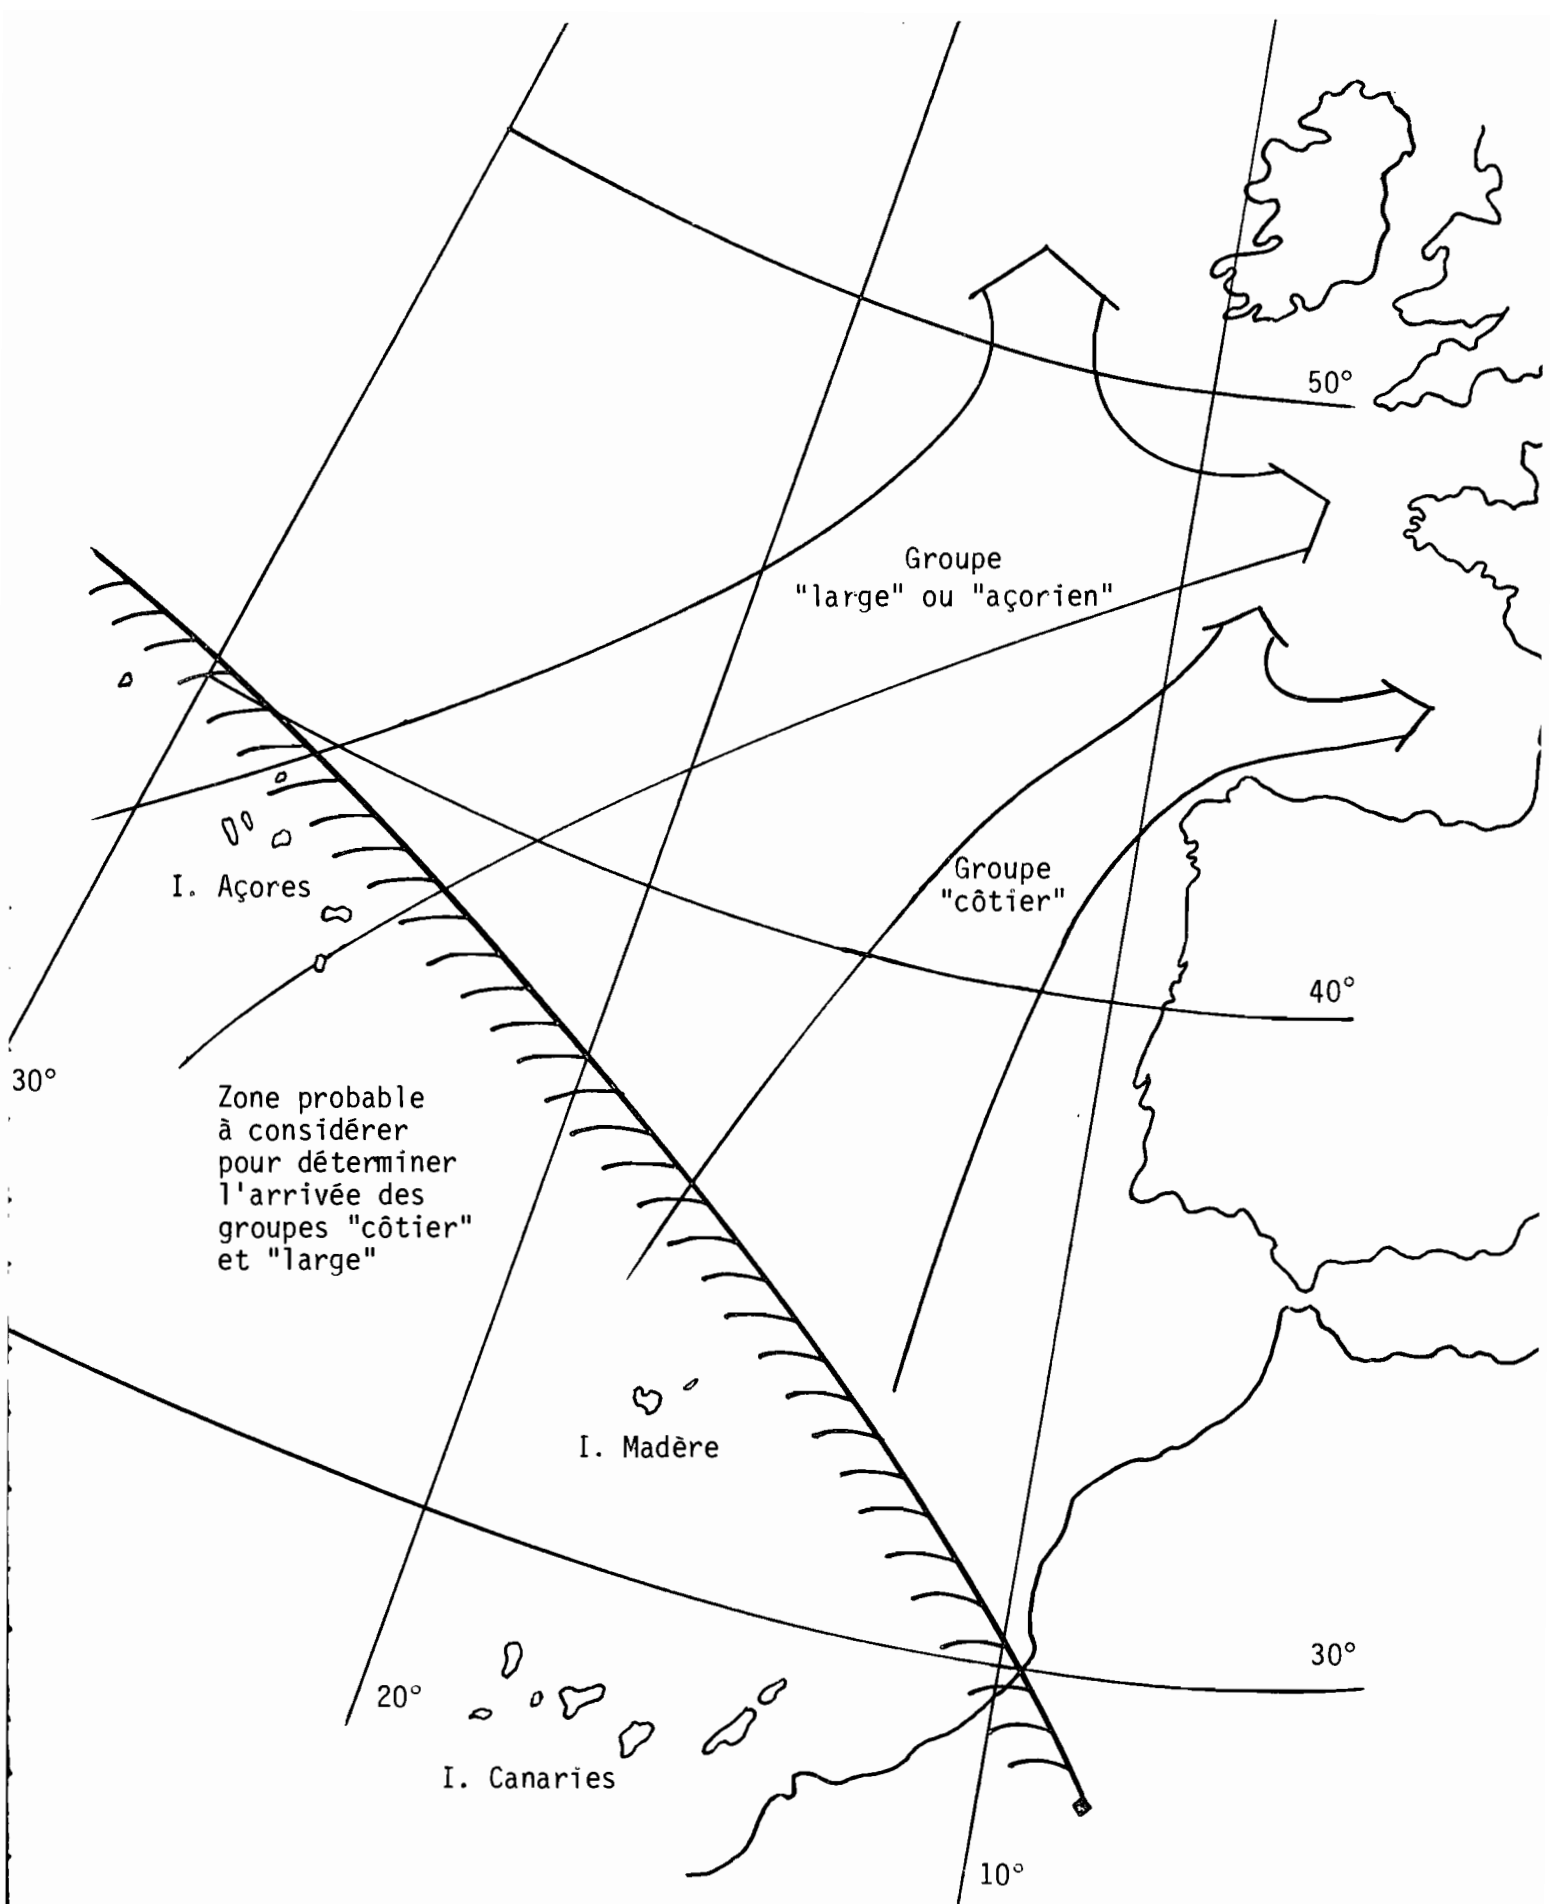 50°
Groupe
"large" ou "açorien"
Groupe
"côtier"
I. Açores
40°
30°
Zone probable
à considérer
pour déterminer
l'arrivée des
groupes "côtier"
et "large"
I. Madère
30°
20°
I. Canaries
10°